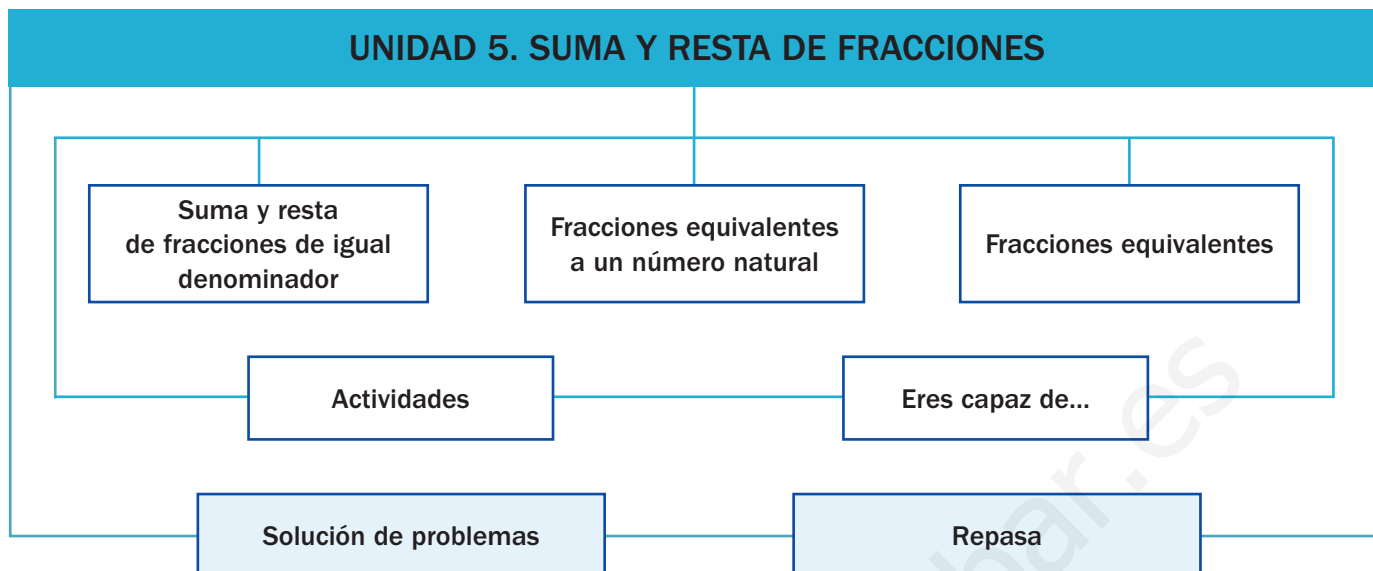 UNIDAD 5. SUMA Y RESTA DE FRACCIONES
Suma y resta
de fracciones de igual
denominador
Fracciones equivalentes
a un número natural
Fracciones equivalentes
Actividades
Eres capaz de...
Solución de problemas
Repasa